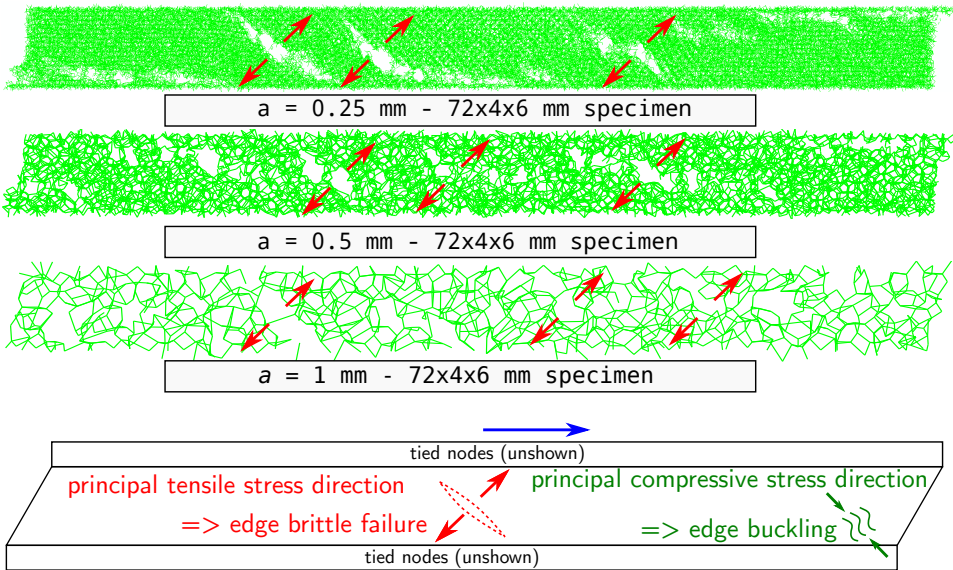 a = 0.25 mm - 72x4x6 mm specimen
a = 0.5 mm - 72x4x6 mm specimen
a = 1 mm - 72x4x6 mm specimen
tied nodes (unshown)
principal tensile stress direction
principal compressive stress direction
=> edge brittle failure
=> edge buckling
tied nodes (unshown)